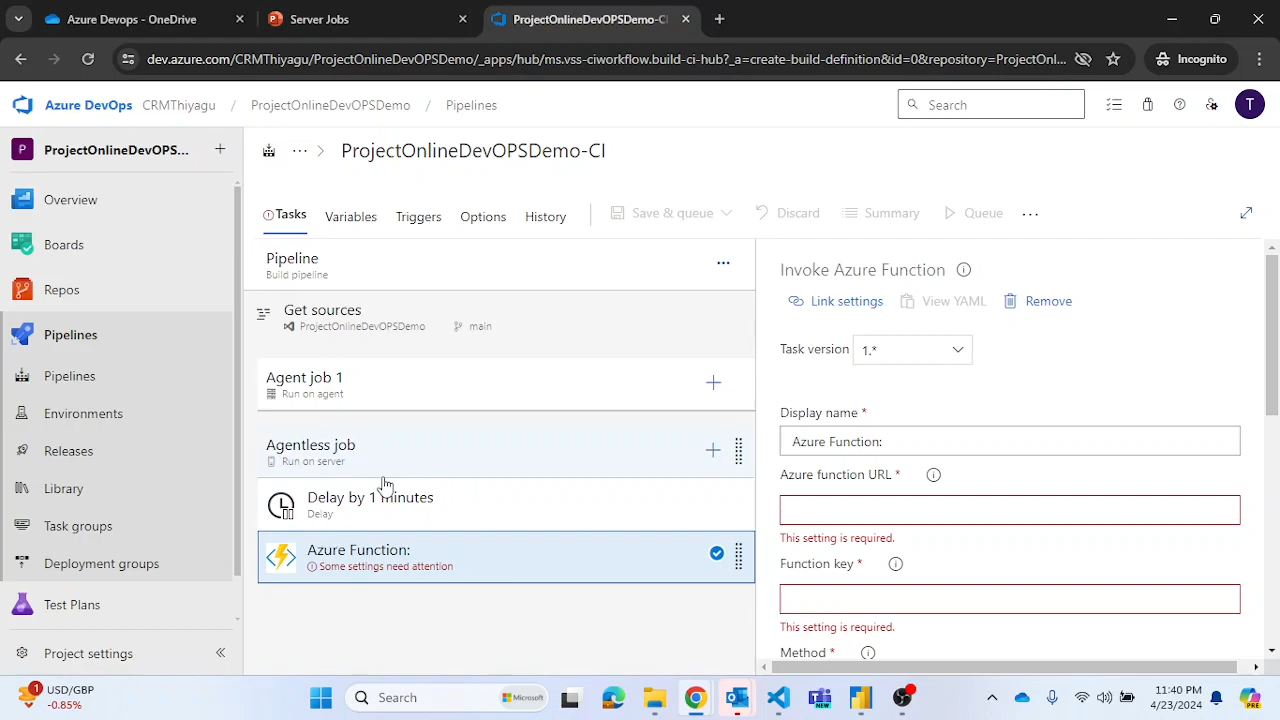 Azure Devops - OneDrive
Server Jobs
ProjectOnlineDevOPSDemo-CI
dev.azure.com/CRMThiyagu/ProjectOnlineDevOPSDemo/_apps/hub/ms.vss-ciworkflow.build-ci-hub?_a=create-build-definition&id=0&repository=ProjectOnl...
Incognito
Azure DevOps CRMThiyagu / ProjectOnlineDevOPSDemo / Pipelines
Search
T
P ProjectOnlineDevOPS...
ProjectOnlineDevOPSDemo-CI
Overview
Boards
Repos
Pipelines
Pipelines
Environments
Releases
Library
Task groups
Deployment groups
Test Plans
Project settings
Tasks Variables Triggers Options History Save & queue Discard Summary Queue
Pipeline
Build pipeline
Get sources
ProjectOnlineDevOPSDemo main
Agent job 1
Run on agent
Agentless job
Run on server
Delay by 1 minutes
Delay
Azure Function:
Some settings need attention
Invoke Azure Function
Link settings View YAML Remove
Task version 1.*
Display name *
Azure Function:
Azure function URL *
This setting is required.
Function key *
This setting is required.
Method *
1 USD/GBP
-0.85%
Search
Microsoft
NEW
11:40 PM
4/23/2024
PRE